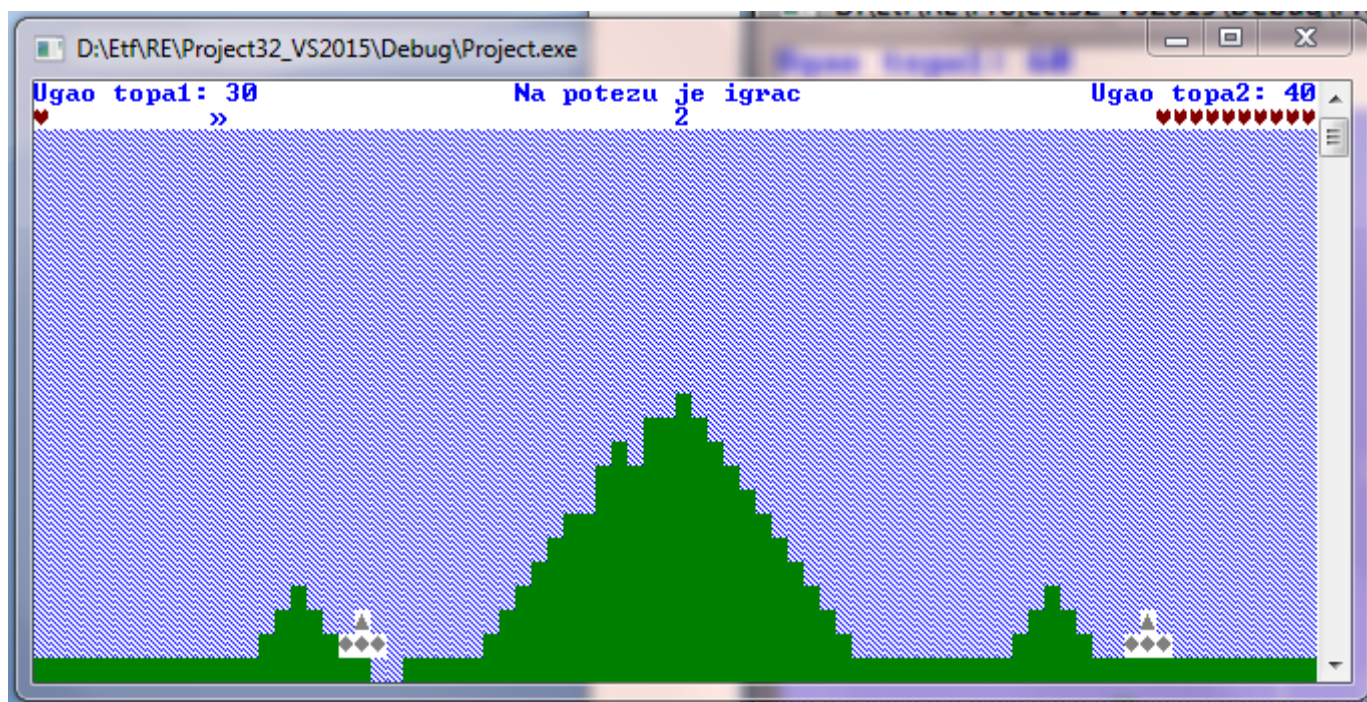 D:\Etf\RE\Project32_VS2015\Debug\Project.exe
Ugao topa1: 30 Na potezu je igrac Ugao topa2: 40
» 2